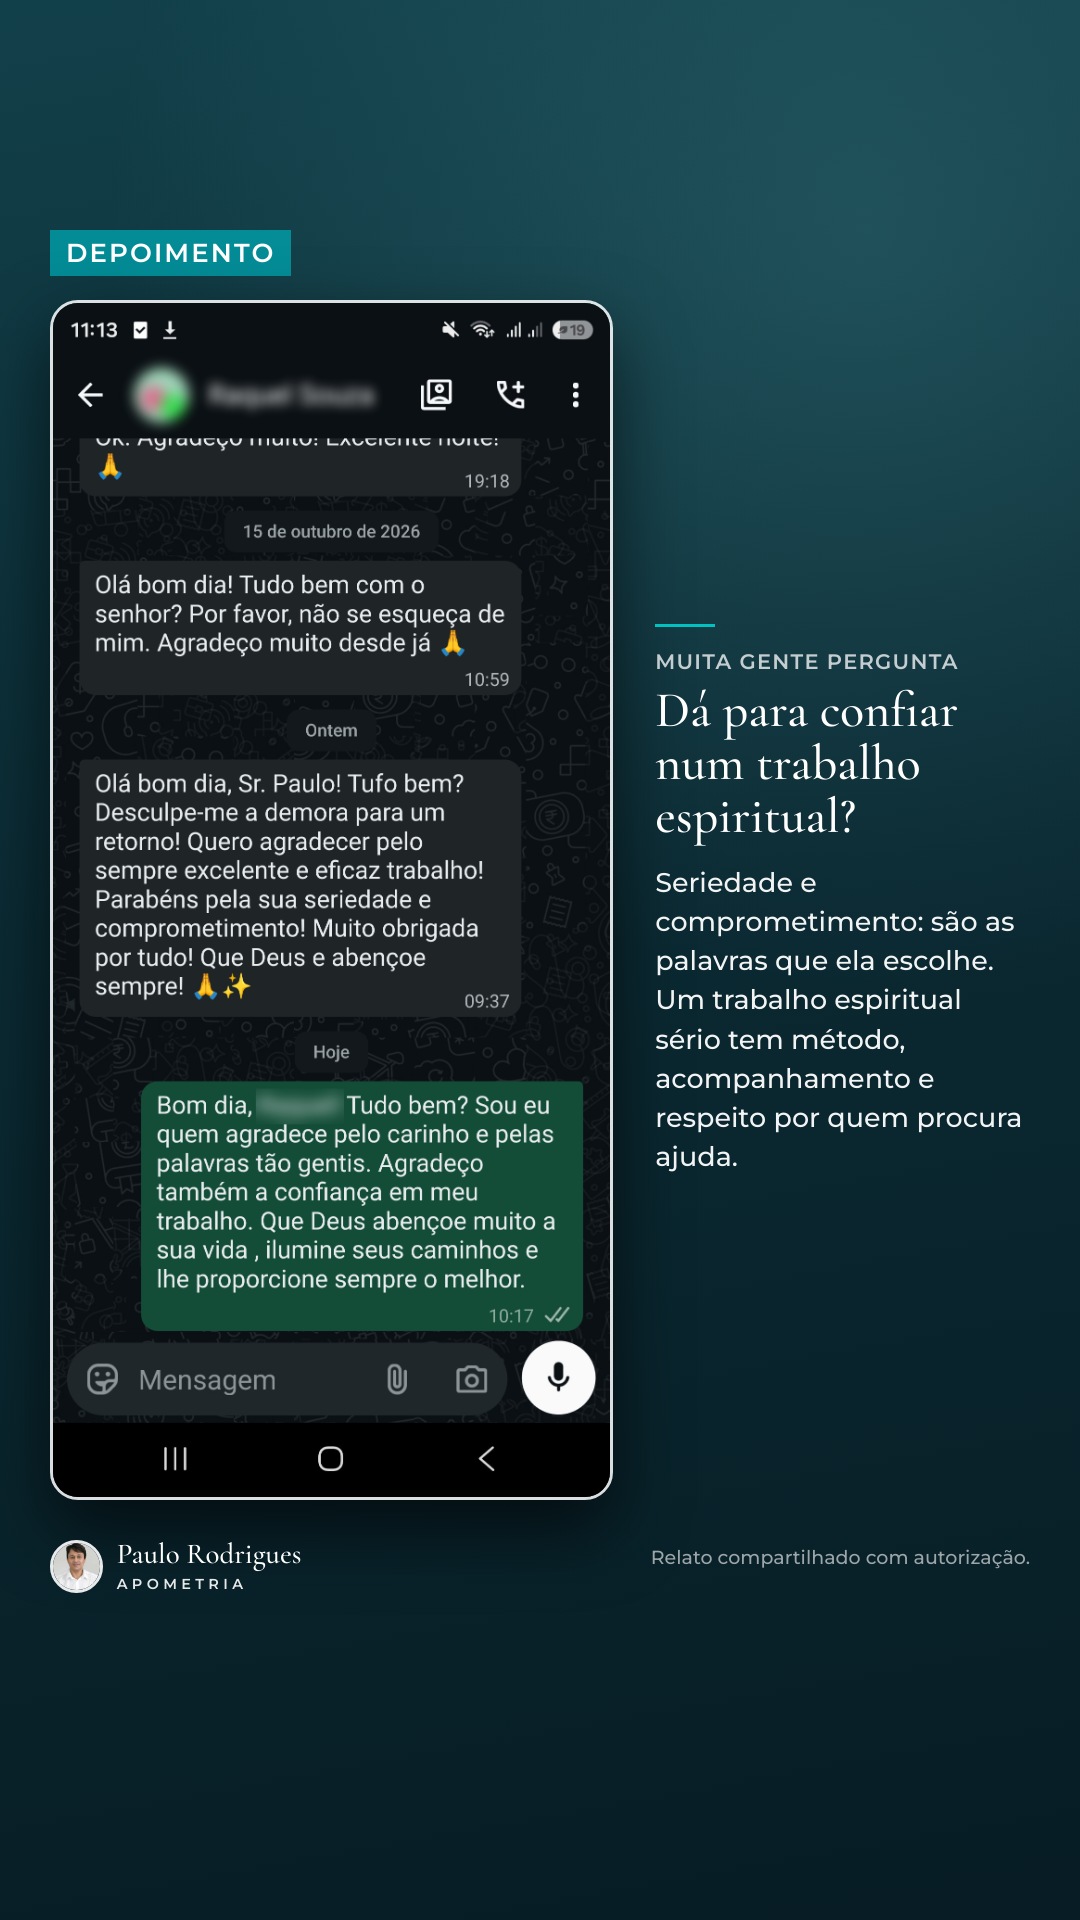 DEPOIMENTO
11:13
19
Ok. Agradeço muito! Excelente noite!
🙏
19:18
15 de outubro de 2026
Olá bom dia! Tudo bem com o
senhor? Por favor, não se esqueça de
mim. Agradeço muito desde já 🙏
10:59
Ontem
Olá bom dia, Sr. Paulo! Tufo bem?
Desculpe-me a demora para um
retorno! Quero agradecer pelo
sempre excelente e eficaz trabalho!
Parabéns pela sua seriedade e
comprometimento! Muito obrigada
por tudo! Que Deus e abençoe
sempre! 🙏✨
09:37
Hoje
Bom dia, Tudo bem? Sou eu
quem agradece pelo carinho e pelas
palavras tão gentis. Agradeço
também a confiança em meu
trabalho. Que Deus abençoe muito a
sua vida , ilumine seus caminhos e
lhe proporcione sempre o melhor.
10:17
Mensagem
MUITA GENTE PERGUNTA
Dá para confiar
num trabalho
espiritual?
Seriedade e
comprometimento: são as
palavras que ela escolhe.
Um trabalho espiritual
sério tem método,
acompanhamento e
respeito por quem procura
ajuda.
Paulo Rodrigues
APOMETRIA
Relato compartilhado com autorização.